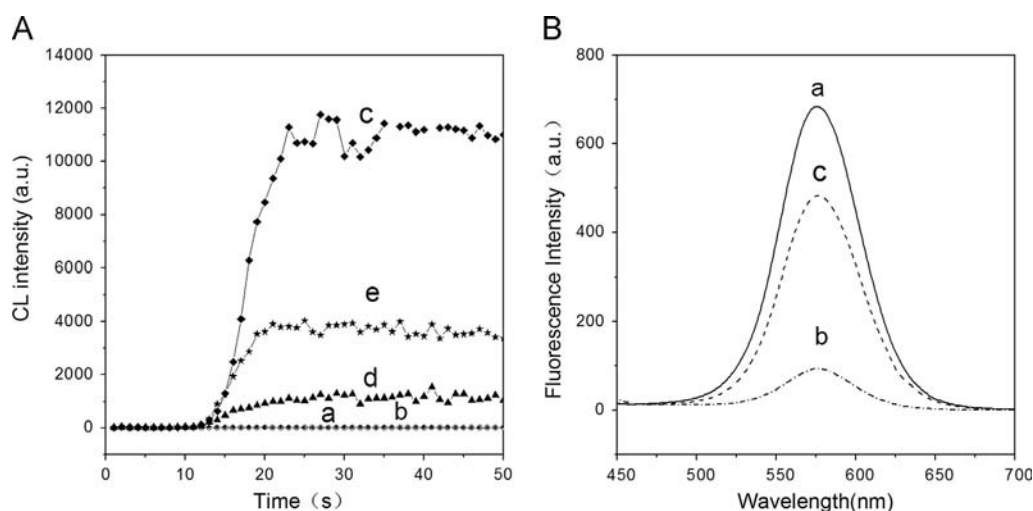 A
14000
12000
10000
8000
6000
4000
2000
0
CL intensity (a.u.)
c
e
d
a b
0 10 20 30 40 50
Time（s）
B
800
600
400
200
0
Fluorescence Intensity（a.u.）
a
c
b
450 500 550 600 650 700
Wavelength(nm)